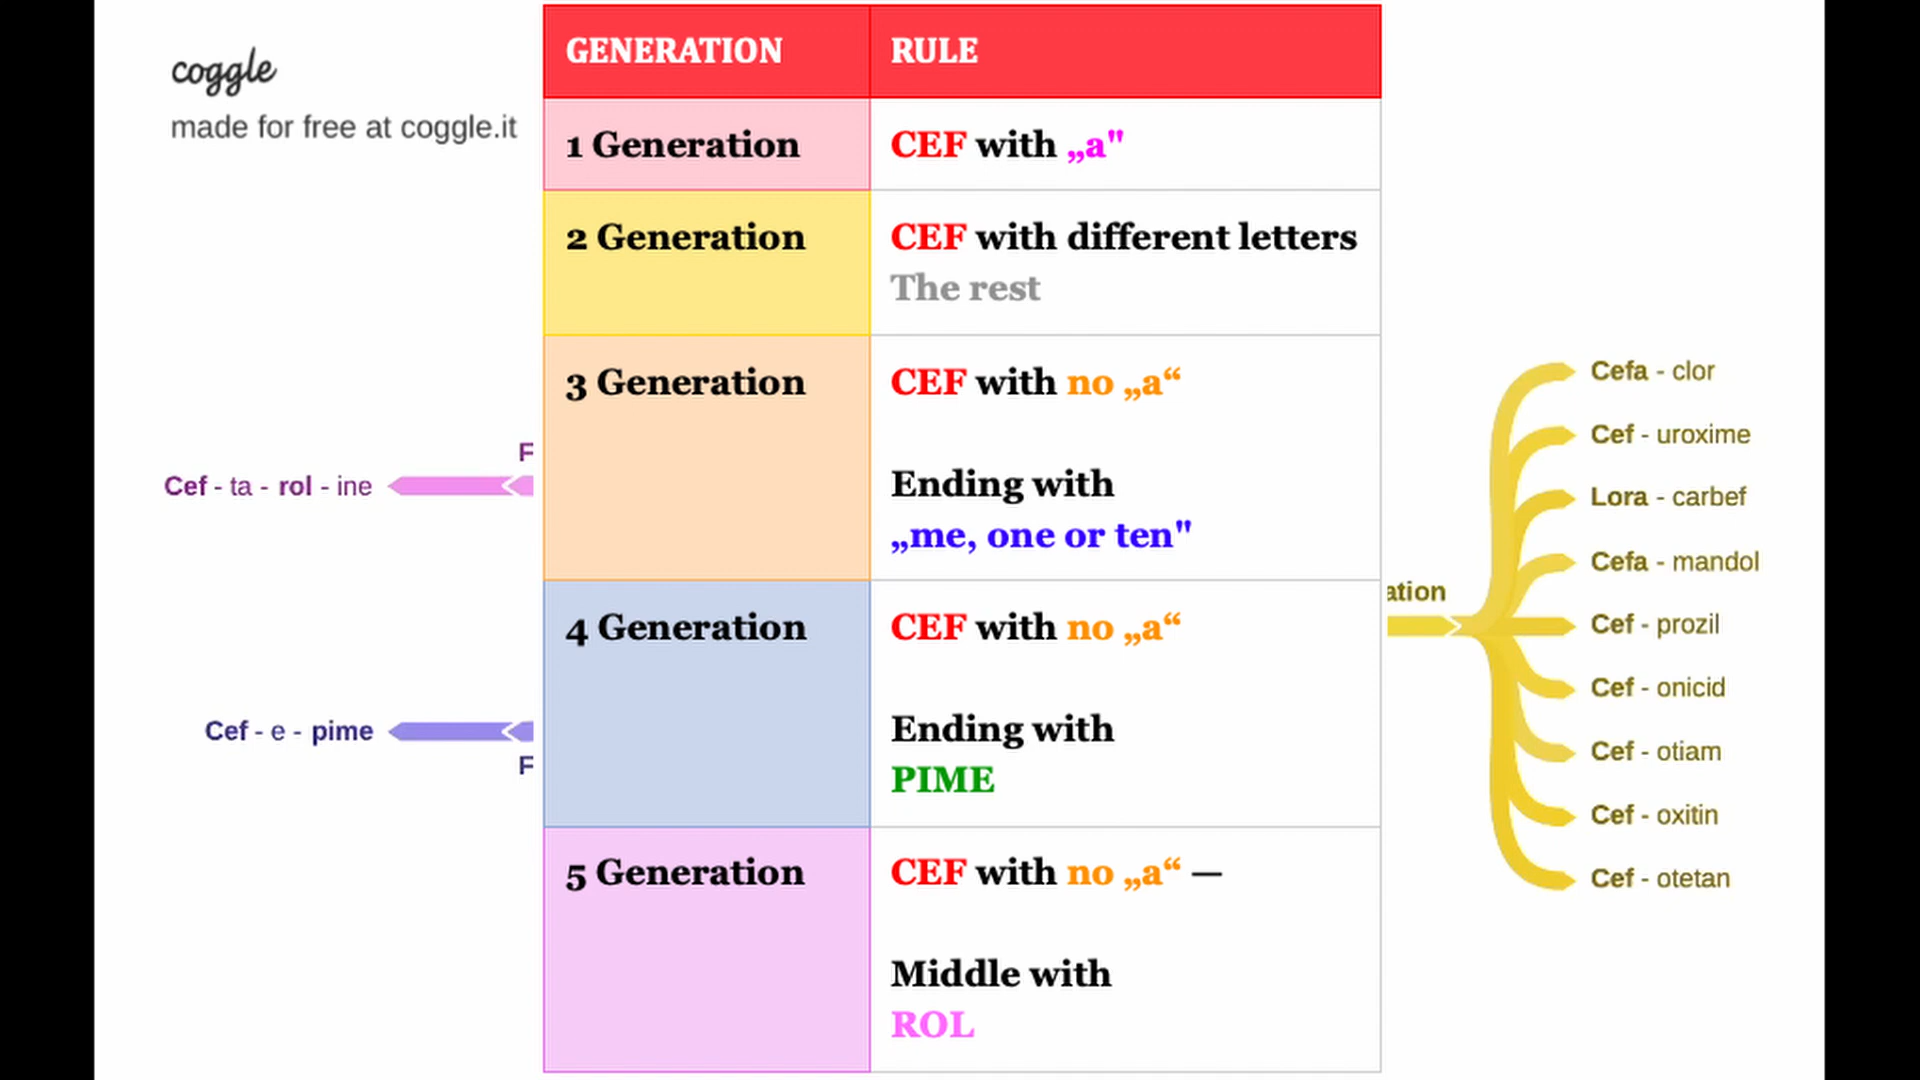 coggle
made for free at coggle.it
GENERATION RULE
1 Generation CEF with „a"
2 Generation CEF with different letters
The rest
3 Generation CEF with no „a“
Ending with
„me, one or ten"
4 Generation CEF with no „a“
Ending with
PIME
5 Generation CEF with no „a“ —
Middle with
ROL
F
Cef - ta - rol - ine
Cef - e - pime
F
ation
Cefa - clor
Cef - uroxime
Lora - carbef
Cefa - mandol
Cef - prozil
Cef - onicid
Cef - otiam
Cef - oxitin
Cef - otetan